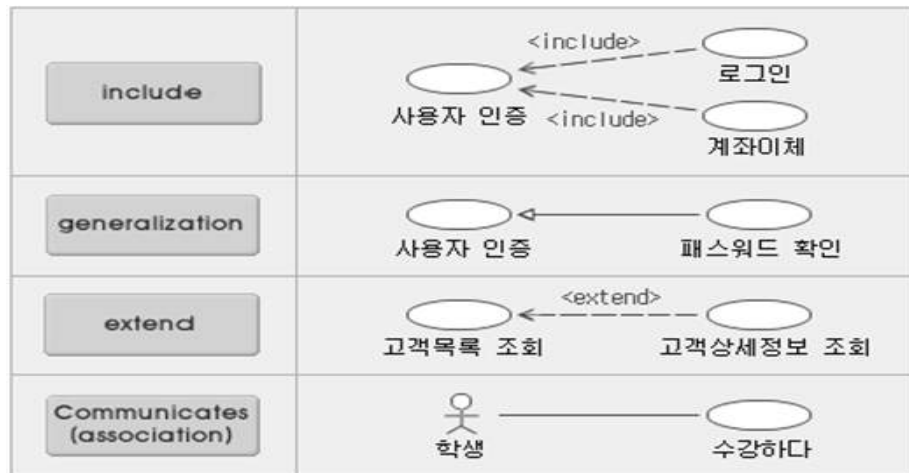 include
<include>
로그인
사용자 인증
<include>
계좌이체
generalization
사용자 인증
패스워드 확인
extend
<extend>
고객목록 조회
고객상세정보 조회
Communicates
(association)
학생
수강하다